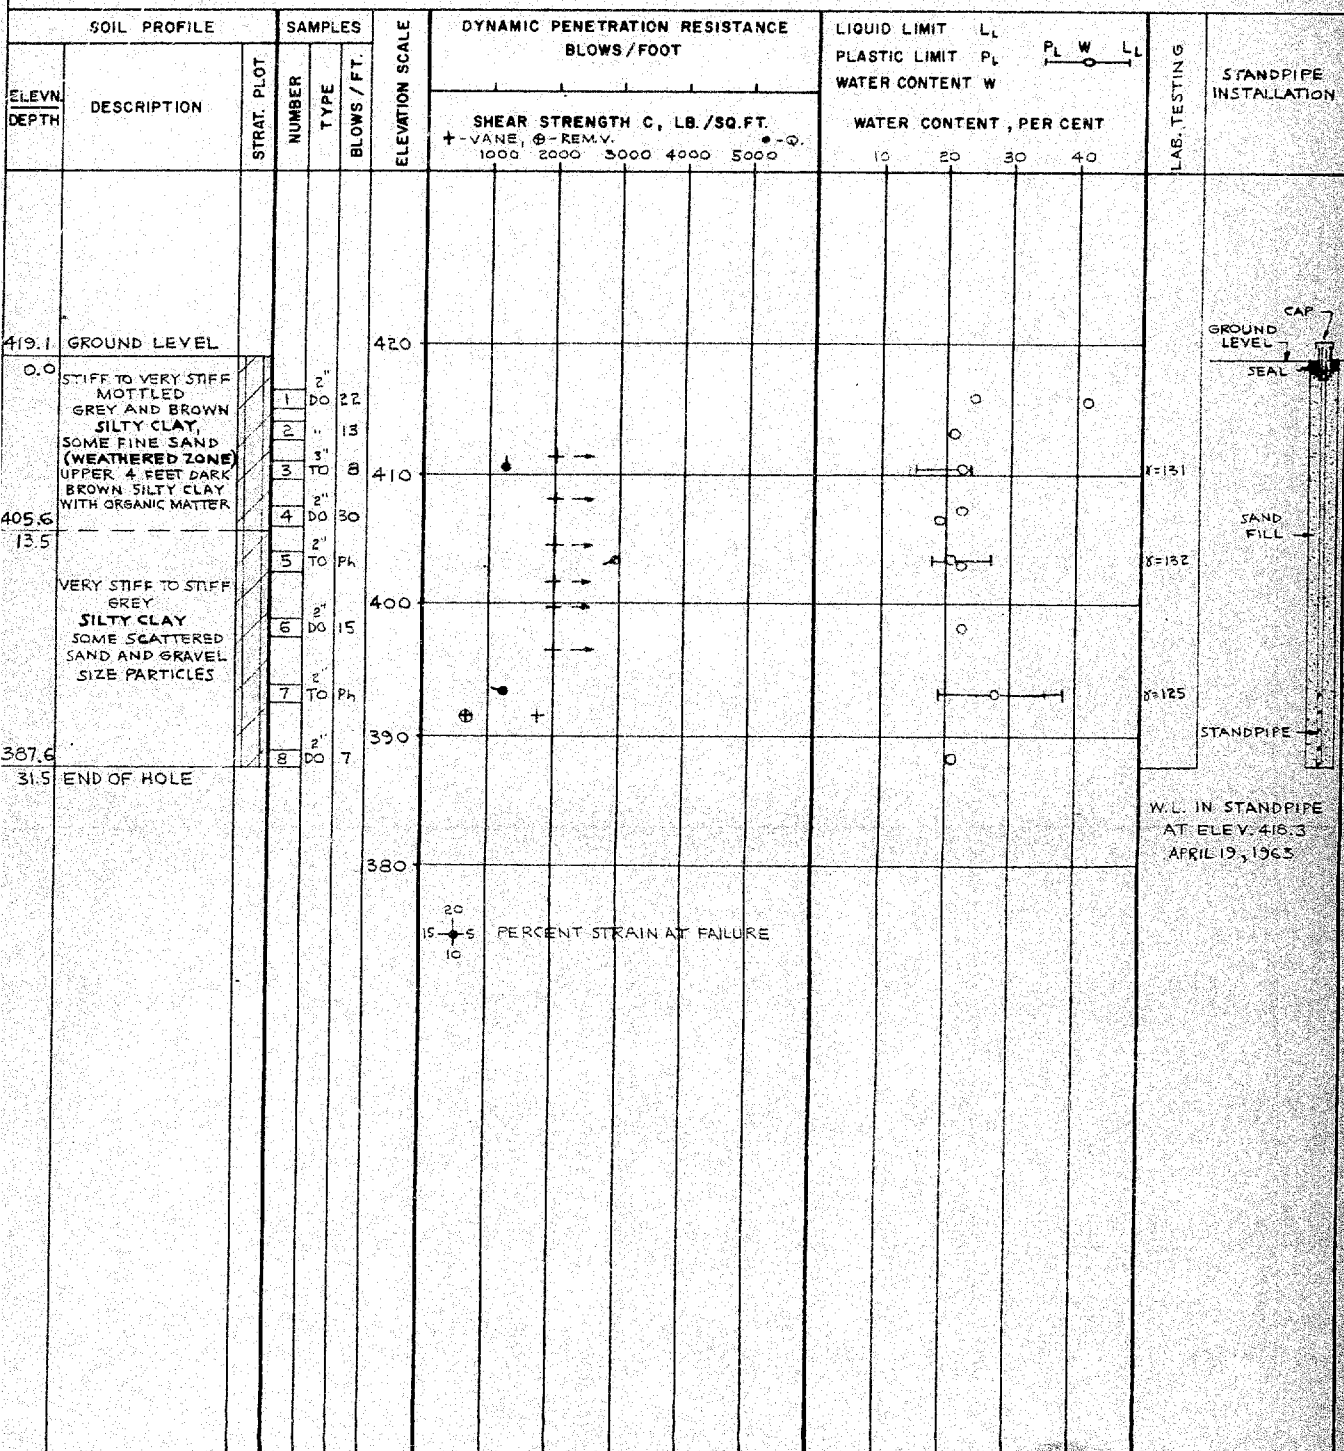 SOIL PROFILE
SAMPLES
ELEVN.
DEPTH
DESCRIPTION
STRAT. PLOT
NUMBER
TYPE
BLOWS / FT.
ELEVATION SCALE
DYNAMIC PENETRATION RESISTANCE
BLOWS/FOOT
SHEAR STRENGTH C, LB./SQ.FT.
+-VANE, ⊕-REM.V. ●-Q.
1000 2000 3000 4000 5000
LIQUID LIMIT LL
PLASTIC LIMIT PL
WATER CONTENT W
PL W LL
WATER CONTENT, PER CENT
10 20 30 40
LAB. TESTING
STANDPIPE
INSTALLATION
419.1 GROUND LEVEL
0.0
STIFF TO VERY STIFF
MOTTLED
GREY AND BROWN
SILTY CLAY,
SOME FINE SAND
(WEATHERED ZONE)
UPPER 4 FEET DARK
BROWN SILTY CLAY
WITH ORGANIC MATTER
405.6
13.5
VERY STIFF TO STIFF
GREY
SILTY CLAY
SOME SCATTERED
SAND AND GRAVEL
SIZE PARTICLES
387.6
31.5 END OF HOLE
1 2" DO 22
2 " 13
3 3" TO 8
4 2" DO 30
5 2" TO Ph
6 2" DO 15
7 2" TO Ph
8 2" DO 7
420
410
400
390
380
γ=131
γ=132
γ=125
CAP
GROUND
LEVEL
SEAL
SAND
FILL
STANDPIPE
W.L. IN STANDPIPE
AT ELEV. 418.3
APRIL 19, 1963
20
15 5 PERCENT STRAIN AT FAILURE
10